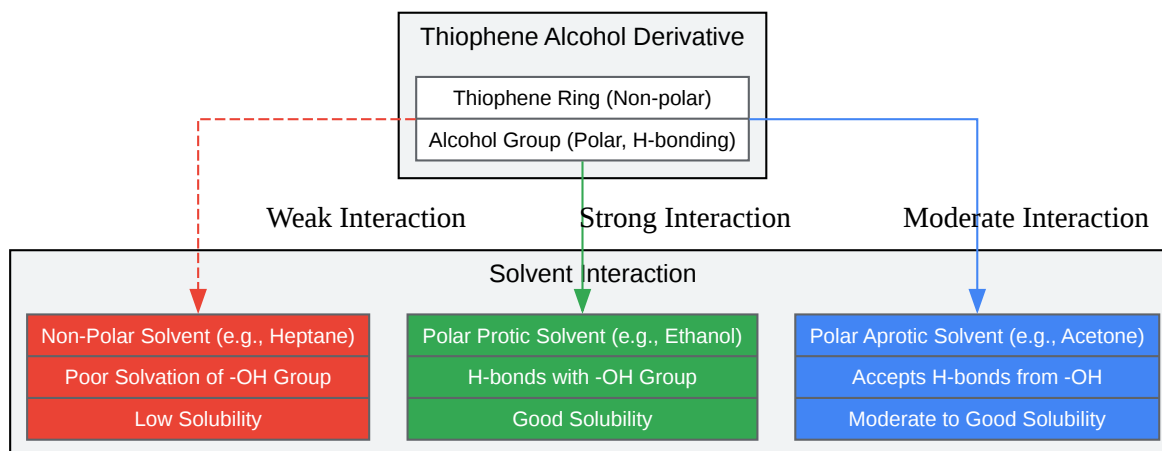 Thiophene Alcohol Derivative
Thiophene Ring (Non-polar)
Alcohol Group (Polar, H-bonding)
Weak Interaction
Strong Interaction
Moderate Interaction
Solvent Interaction
Non-Polar Solvent (e.g., Heptane)
Poor Solvation of -OH Group
Low Solubility
Polar Protic Solvent (e.g., Ethanol)
H-bonds with -OH Group
Good Solubility
Polar Aprotic Solvent (e.g., Acetone)
Accepts H-bonds from -OH
Moderate to Good Solubility